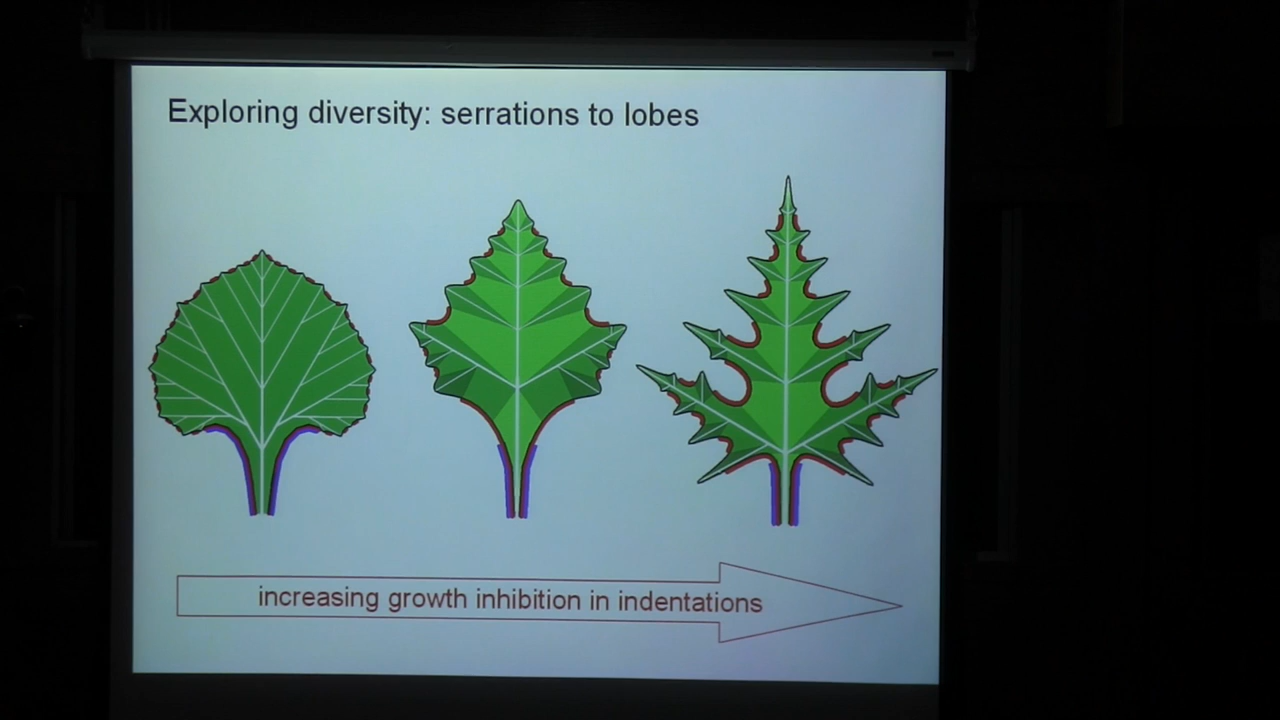 Exploring diversity: serrations to lobes
increasing growth inhibition in indentations